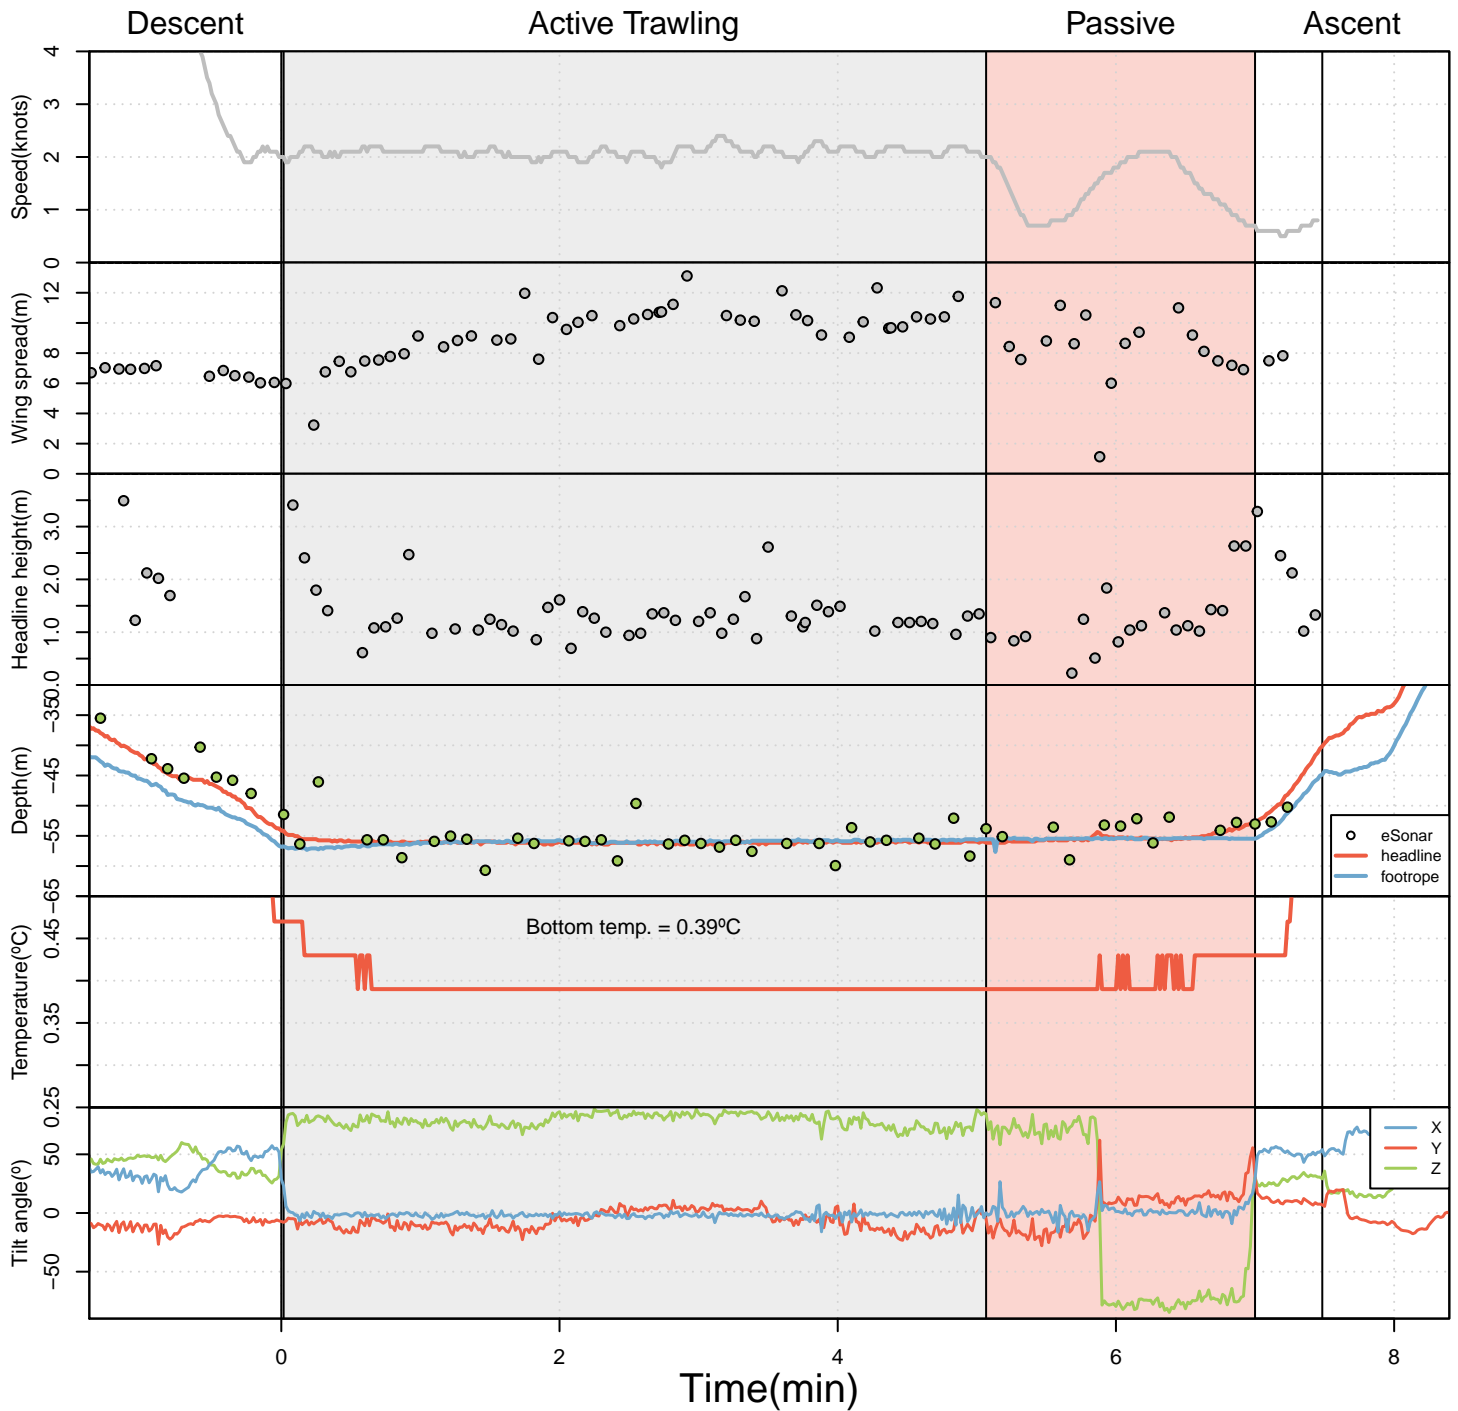 Descent Active Trawling Passive Ascent
Speed(knots)
4
3
2
1
0
Wing spread(m)
12
8
6
4
2
0
Headline height(m)
3.0
2.0
1.0
0.0
Depth(m)
−35
−45
−55
−65
eSonar
headline
footrope
Temperature(ºC)
0.45
0.35
0.25
Bottom temp. = 0.39ºC
Tilt angle(º)
50
0
−50
X
Y
Z
0 2 4 6 8
Time(min)